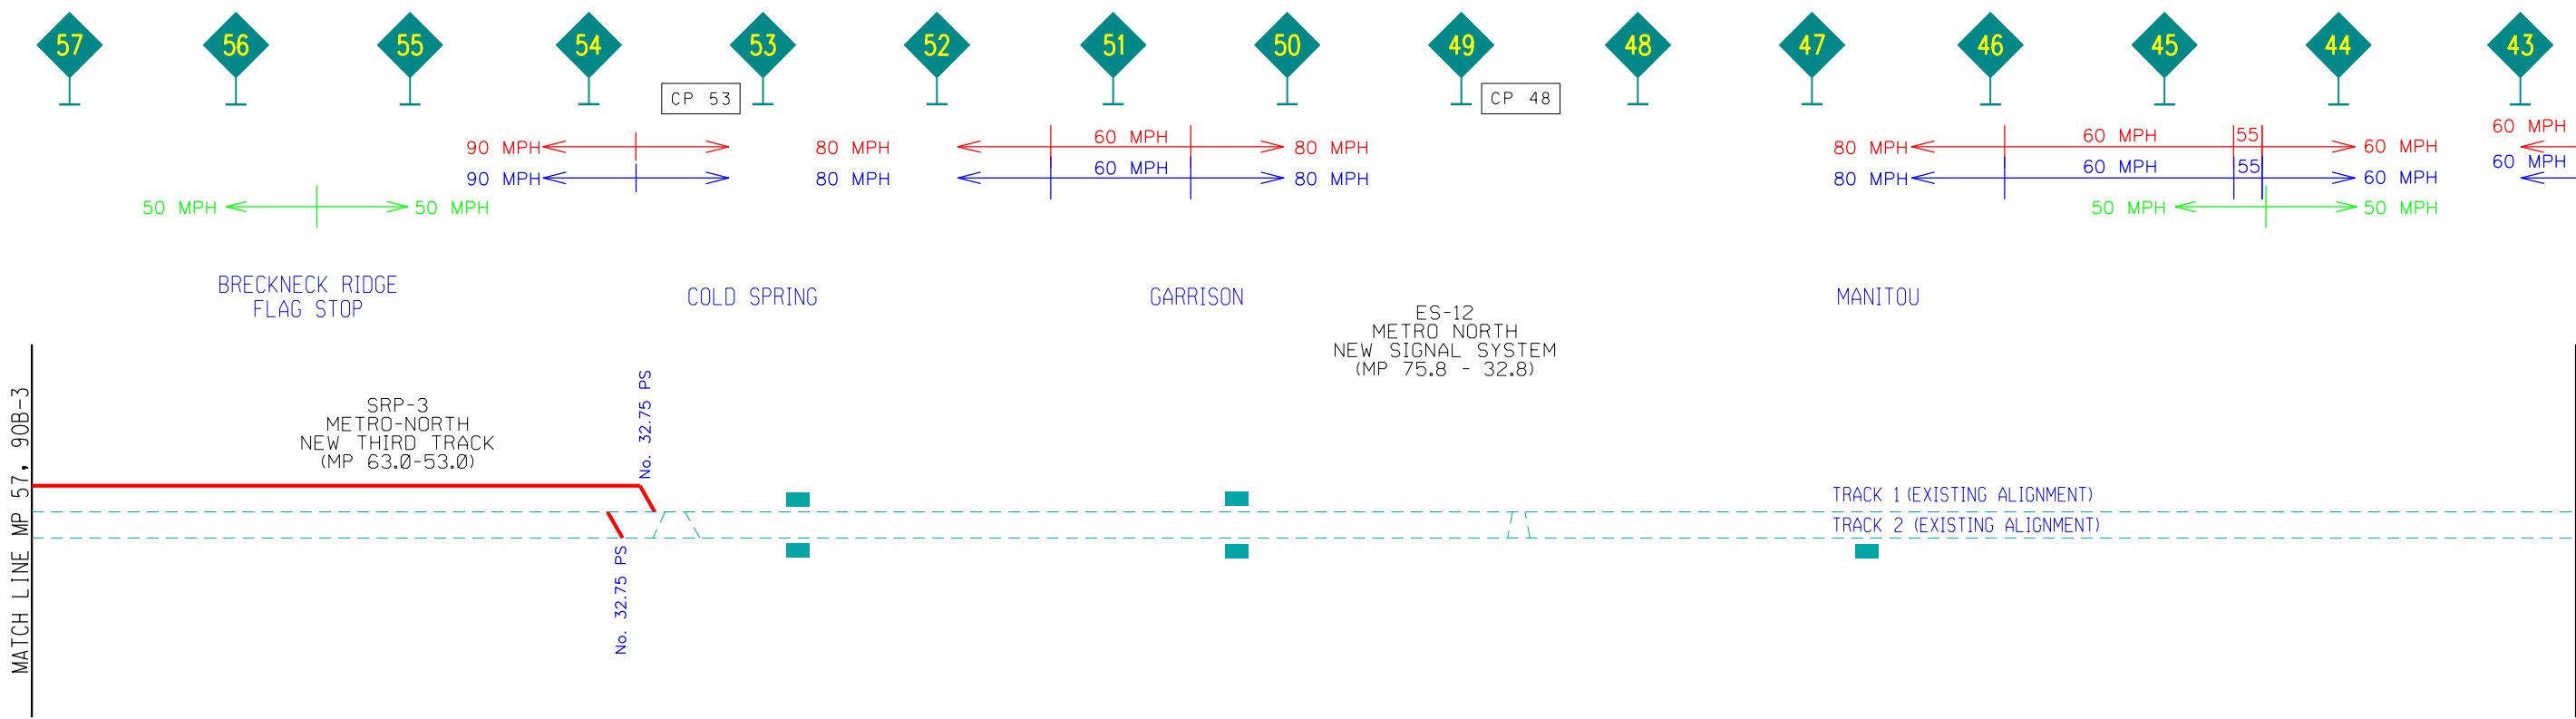 57 56 55 54 53 52 51 50 49 48 47 46 45 44 43
CP 53 CP 48
90 MPH 80 MPH 60 MPH 80 MPH 80 MPH 60 MPH 55 60 MPH 60 MPH
90 MPH 80 MPH 60 MPH 80 MPH 80 MPH 60 MPH 55 60 MPH 60 MPH
50 MPH 50 MPH 50 MPH 50 MPH
BRECKNECK RIDGE
FLAG STOP
COLD SPRING
GARRISON
MANITOU
ES-12
METRO NORTH
NEW SIGNAL SYSTEM
(MP 75.8 - 32.8)
MATCH LINE MP 57, 90B-3
SRP-3
METRO-NORTH
NEW THIRD TRACK
(MP 63.0-53.0)
No. 32.75 PS
No. 32.75 PS
TRACK 1 (EXISTING ALIGNMENT)
TRACK 2 (EXISTING ALIGNMENT)